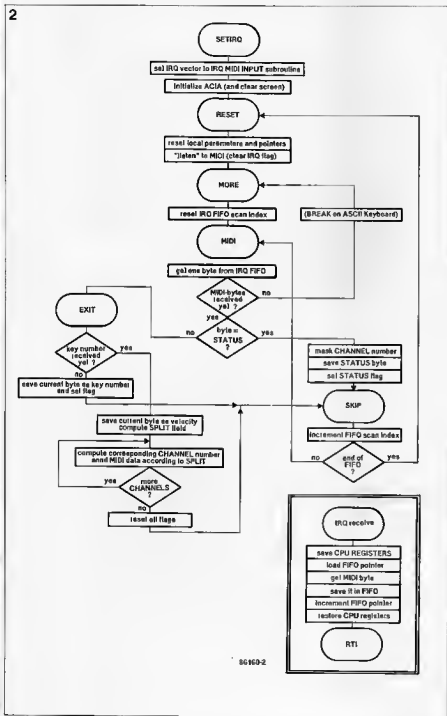 2
SETIRQ
set IRQ vector to IRQ MIDI INPUT subroutine
initialize ACIA (and clear screen)
RESET
reset local parameters and pointers
"listen" to MIDI (clear IRQ flag)
MORE
reset IRQ FIFO scan index
(BREAK on ASCII Keyboard)
MIDI
get one byte from IRQ FIFO
MIDI-bytes
received
yet ?
no
yes
EXIT
no
byte =
STATUS
?
yes
key number
received
yet ?
yes
no
mask CHANNEL number
save STATUS byte
set STATUS flag
save current byte as key number
and set flag
SKIP
save current byte as velocity
compute SPLIT field
increment FIFO scan index
compute corresponding CHANNEL number
annd MIDI data according to SPLIT
no
end of
FIFO
?
yes
yes
more
CHANNELS
?
no
reset all flags
IRQ receive
save CPU REGISTERS
load FIFO pointer
get MIDI byte
save it in FIFO
increment FIFO pointer
restore CPU registers
RTI
86160-2